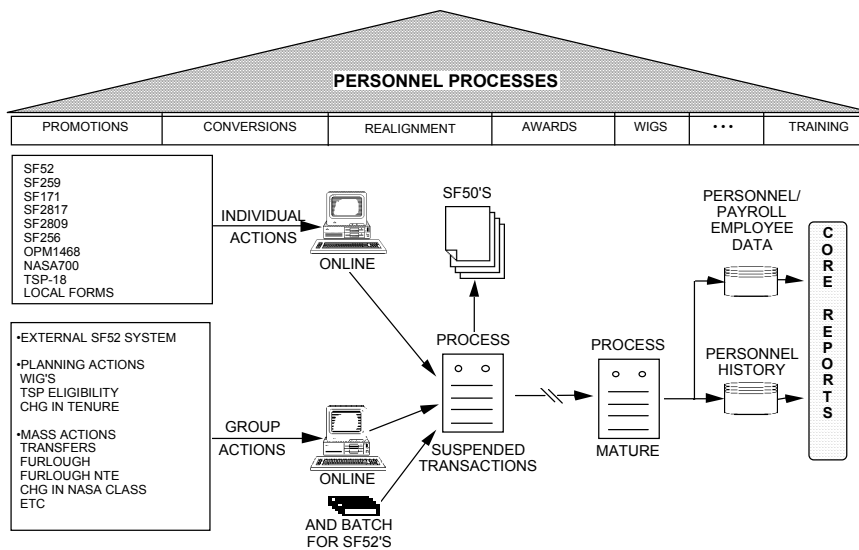 PERSONNEL PROCESSES
PROMOTIONS
CONVERSIONS
REALIGNMENT
AWARDS
WIGS
• • •
TRAINING
SF52
SF259
SF171
SF2817
SF2809
SF256
OPM1468
NASA700
TSP-18
LOCAL FORMS
INDIVIDUAL
ACTIONS
ONLINE
SF50'S
PERSONNEL/
PAYROLL
EMPLOYEE
DATA
CORE REPORTS
•EXTERNAL SF52 SYSTEM
•PLANNING ACTIONS
WIG'S
TSP ELIGIBILITY
CHG IN TENURE
•MASS ACTIONS
TRANSFERS
FURLOUGH
FURLOUGH NTE
CHG IN NASA CLASS
ETC
GROUP
ACTIONS
ONLINE
AND BATCH
FOR SF52'S
PROCESS
SUSPENDED
TRANSACTIONS
PROCESS
MATURE
PERSONNEL
HISTORY